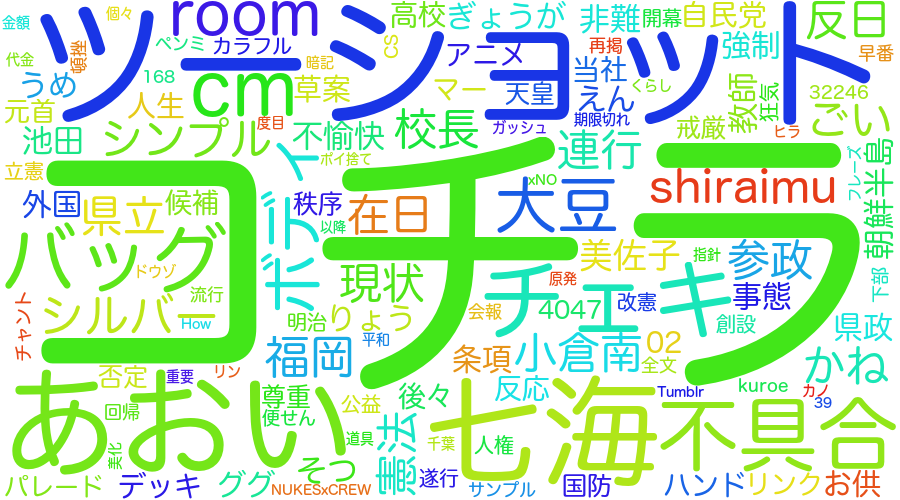 金額
個々
room
高校
ぎょうが
非難
開幕
自民党
反日
ツーショット
頓挫
ペンミ
カラフル
CS
アニメ
再掲
強制
早番
代金
168
暗記
うめ
cm
草案
マー
天皇
当社
えん
くらし
教師
狂気
32246
元首
人生
ガッシュ
期限切れ
ごい
池田
シンプル
度目
不愉快
校長
連行
戒厳
ヒラ
フレーズ
朝鮮半島
立憲
ポイ捨て
コチラ
xNO
shiraimu
外国
県立
候補
ボディ
秩序
在日
以降
大豆
バッグ
ドウゾ
現状
チェキ
美佐子
参政
指針
原発
下部
シルバー
流行
How
チャント
明治
りょう
会報
4047
改憲
事態
創設
県政
平和
福岡
条項
小倉南
02
全文
かね
あおい
否定
重要
リン
尊重
後々
反応
Tumblr
kuroe
カノ
39
回帰
便せん
公益
七海
不具合
道具
千葉
人権
美化
そっ
憲法
パレード
デッキ
ググ
NUKESxCREW
遂行
サンプル
国防
ハンド
リンク
お供